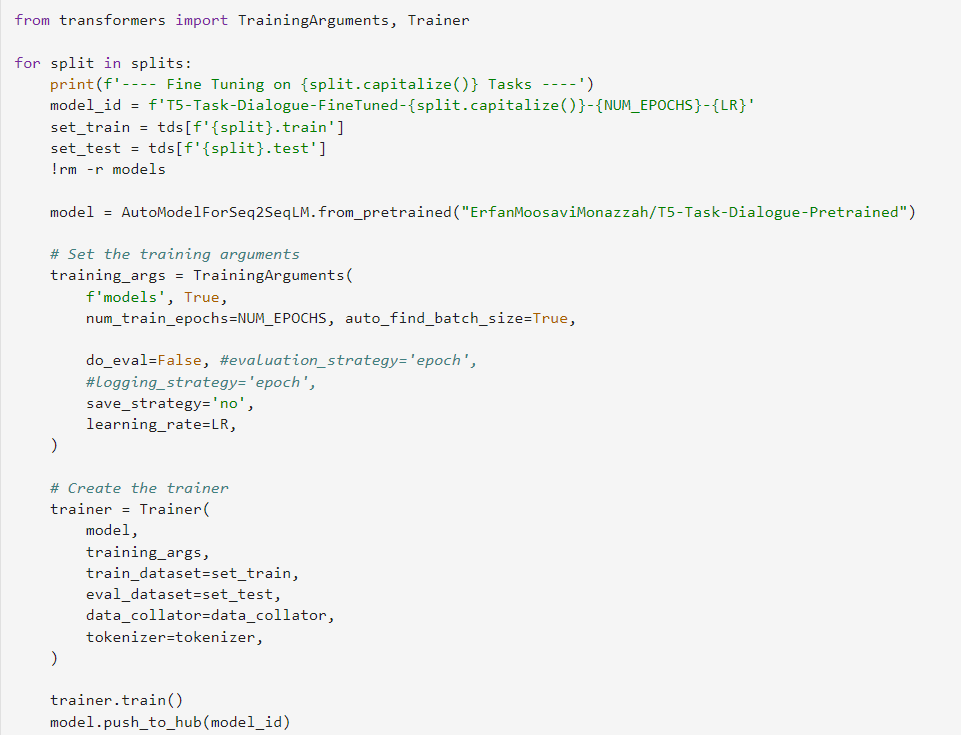 from transformers import TrainingArguments, Trainer
for split in splits:
    print(f'---- Fine Tuning on {split.capitalize()} Tasks ----')
    model_id = f'T5-Task-Dialogue-FineTuned-{split.capitalize()}-{NUM_EPOCHS}-{LR}'
    set_train = tds[f'{split}.train']
    set_test = tds[f'{split}.test']
    !rm -r models
    model = AutoModelForSeq2SeqLM.from_pretrained("ErfanMoosaviMonazzah/T5-Task-Dialogue-Pretrained")
    # Set the training arguments
    training_args = TrainingArguments(
        f'models', True,
        num_train_epochs=NUM_EPOCHS, auto_find_batch_size=True,
        do_eval=False, #evaluation_strategy='epoch',
        #logging_strategy='epoch',
        save_strategy='no',
        learning_rate=LR,
    )
    # Create the trainer
    trainer = Trainer(
        model,
        training_args,
        train_dataset=set_train,
        eval_dataset=set_test,
        data_collator=data_collator,
        tokenizer=tokenizer,
    )
    trainer.train()
    model.push_to_hub(model_id)